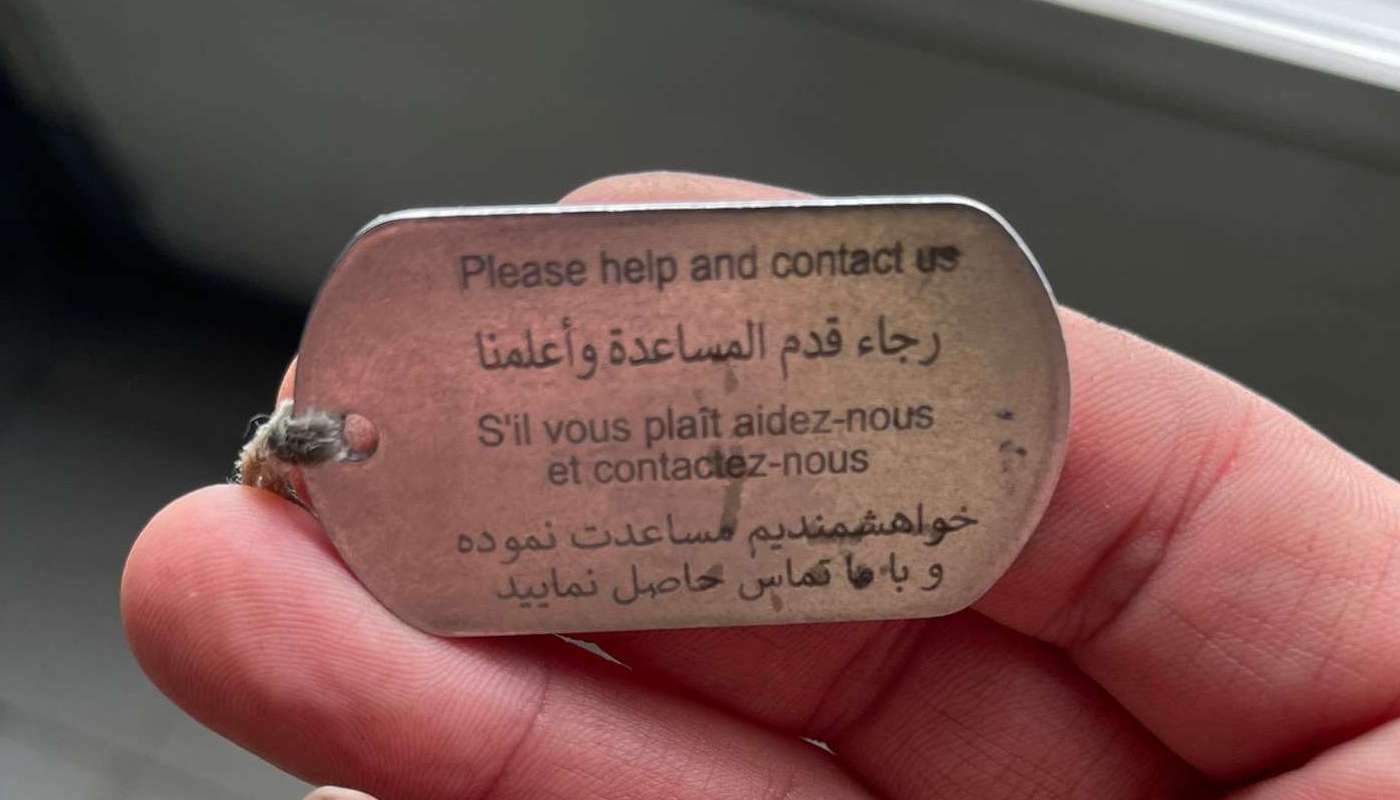 Please help and contact us
رجاء قدم المساعدة وأعلمنا
S'il vous plaît aidez-nous
et contactez-nous
خواهشمندیم مساعدت نموده
و با ما تماس حاصل نمایید